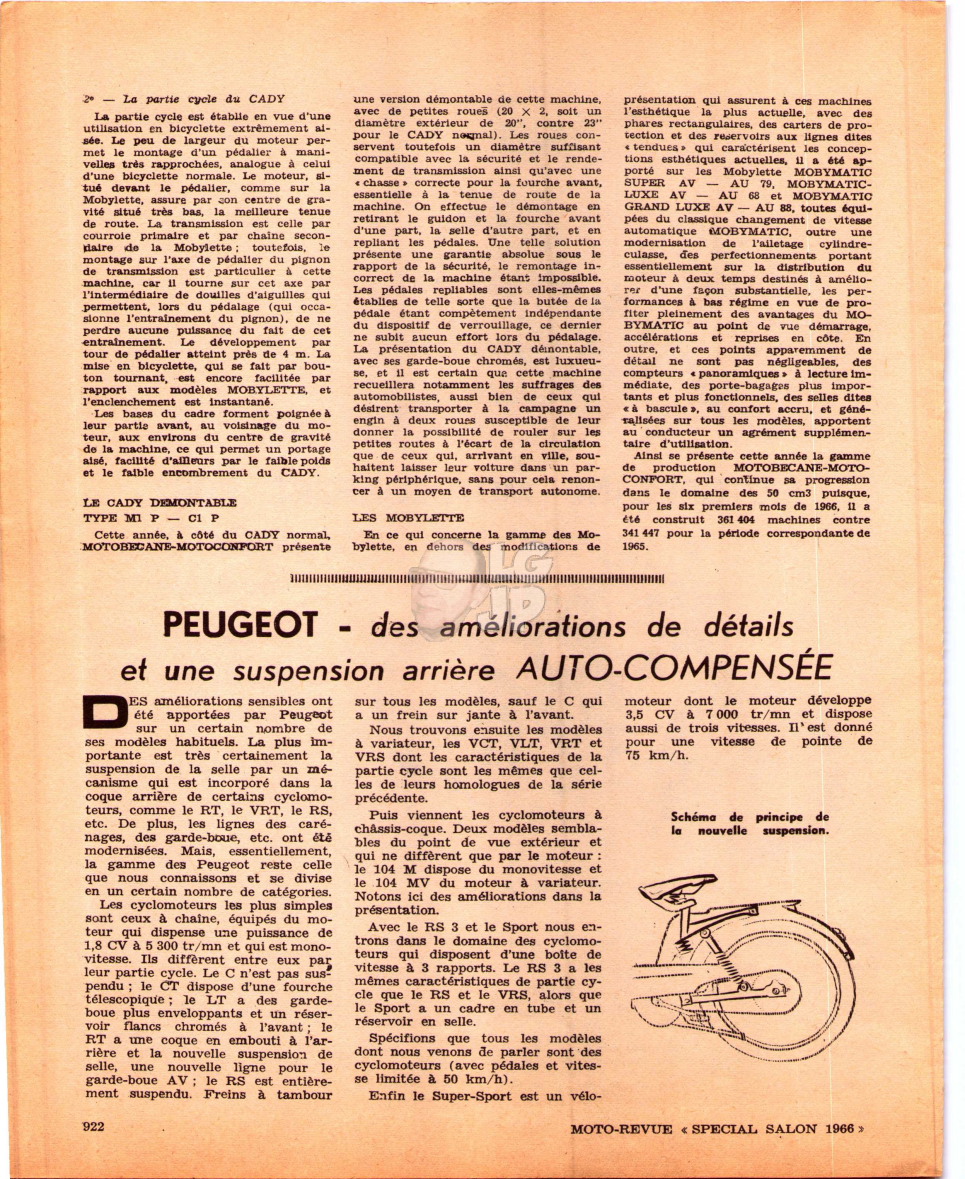 2° — La partie cycle du CADY
La partie cycle est établie en vue d'une
utilisation en bicyclette extrêmement ai-
sée. Le peu de largeur du moteur per-
met le montage d'un pédalier à mani-
velles très rapprochées, analogue à celui
d'une bicyclette normale. Le moteur, si-
tué devant le pédalier, comme sur la
Mobylette, assure par son centre de gra-
vité situé très bas, la meilleure tenue
de route. La transmission est celle par
courroie primaire et par chaîne secon-
daire de la Mobylette ; toutefois, le
montage sur l'axe de pédalier du pignon
de transmission est particulier à cette
machine, car il tourne sur cet axe par
l'intermédiaire de douilles d'aiguilles qui
permettent, lors du pédalage (qui occa-
sionne l'entraînement du pignon), de ne
perdre aucune puissance du fait de cet
entraînement. Le développement par
tour de pédalier atteint près de 4 m. La
mise en bicyclette, qui se fait par bou-
ton tournant, est encore facilitée par
rapport aux modèles MOBYLETTE, et
l'enclenchement est instantané.
Les bases du cadre forment poignée à
leur partie avant, au voisinage du mo-
teur, aux environs du centre de gravité
de la machine, ce qui permet un portage
aisé, facilité d'ailleurs par le faible poids
et le faible encombrement du CADY.
LE CADY DEMONTABLE
TYPE M1 P — C1 P
Cette année, à côté du CADY normal,
MOTOBECANE-MOTOCONFORT présente
une version démontable de cette machine,
avec de petites roues (20 × 2, soit un
diamètre extérieur de 20", contre 23"
pour le CADY normal). Les roues con-
servent toutefois un diamètre suffisant
compatible avec la sécurité et le rende-
ment de transmission ainsi qu'avec une
« chasse » correcte pour la fourche avant,
essentielle à la tenue de route de la
machine. On effectue le démontage en
retirant le guidon et la fourche avant
d'une part, la selle d'autre part, et en
repliant les pédales. Une telle solution
présente une garantie absolue sous le
rapport de la sécurité, le remontage in-
correct de la machine étant impossible.
Les pédales repliables sont elles-mêmes
établies de telle sorte que la butée de la
pédale étant compètement indépendante
du dispositif de verrouillage, ce dernier
ne subit aucun effort lors du pédalage.
La présentation du CADY démontable,
avec ses garde-boue chromés, est luxueu-
se, et il est certain que cette machine
recueillera notamment les suffrages des
automobilistes, aussi bien de ceux qui
désirent transporter à la campagne un
engin à deux roues susceptible de leur
donner la possibilité de rouler sur les
petites routes à l'écart de la circulation
que de ceux qui, arrivant en ville, sou-
haitent laisser leur voiture dans un par-
king périphérique, sans pour cela renon-
cer à un moyen de transport autonome.
LES MOBYLETTE
En ce qui concerne la gamme des Mo-
bylette, en dehors des modifications de
présentation qui assurent à ces machines
l'esthétique la plus actuelle, avec des
phares rectangulaires, des carters de pro-
tection et des réservoirs aux lignes dites
« tendues » qui caractérisent les concep-
tions esthétiques actuelles, il a été ap-
porté sur les Mobylette MOBYMATIC
SUPER AV — AU 79, MOBYMATIC-
LUXE AV — AU 68 et MOBYMATIC
GRAND LUXE AV — AU 88, toutes équi-
pées du classique changement de vitesse
automatique MOBYMATIC, outre une
modernisation de l'ailetage cylindre-
culasse, des perfectionnements portant
essentiellement sur la distribution du
moteur à deux temps destinés à amélio-
rer d'une façon substantielle, les per-
formances à bas régime en vue de pro-
fiter pleinement des avantages du MO-
BYMATIC au point de vue démarrage,
accélérations et reprises en côte. En
outre, et ces points apparemment de
détail ne sont pas négligeables, des
compteurs « panoramiques » à lecture im-
médiate, des porte-bagages plus impor-
tants et plus fonctionnels, des selles dites
« à bascule », au confort accru, et géné-
ralisées sur tous les modèles, apportent
au conducteur un agrément supplémen-
taire d'utilisation.
Ainsi se présente cette année la gamme
de production MOTOBECANE-MOTO-
CONFORT, qui continue sa progression
dans le domaine des 50 cm3 puisque,
pour les six premiers mois de 1966, il a
été construit 361 404 machines contre
341 447 pour la période correspondante de
1965.
LG
JD
PEUGEOT - des améliorations de détails
et une suspension arrière AUTO-COMPENSÉE
DES améliorations sensibles ont
été apportées par Peugeot
sur un certain nombre de
ses modèles habituels. La plus im-
portante est très certainement la
suspension de la selle par un mé-
canisme qui est incorporé dans la
coque arrière de certains cyclomo-
teurs, comme le RT, le VRT, le RS,
etc. De plus, les lignes des caré-
nages, des garde-boue, etc. ont été
modernisées. Mais, essentiellement,
la gamme des Peugeot reste celle
que nous connaissons et se divise
en un certain nombre de catégories.
Les cyclomoteurs les plus simples
sont ceux à chaîne, équipés du mo-
teur qui dispense une puissance de
1,8 CV à 5 300 tr/mn et qui est mono-
vitesse. Ils diffèrent entre eux par
leur partie cycle. Le C n'est pas sus-
pendu ; le CT dispose d'une fourche
télescopique ; le LT a des garde-
boue plus enveloppants et un réser-
voir flancs chromés à l'avant ; le
RT a une coque en embouti à l'ar-
rière et la nouvelle suspension de
selle, une nouvelle ligne pour le
garde-boue AV ; le RS est entière-
ment suspendu. Freins à tambour
sur tous les modèles, sauf le C qui
a un frein sur jante à l'avant.
Nous trouvons ensuite les modèles
à variateur, les VCT, VLT, VRT et
VRS dont les caractéristiques de la
partie cycle sont les mêmes que cel-
les de leurs homologues de la série
précédente.
Puis viennent les cyclomoteurs à
châssis-coque. Deux modèles sembla-
bles du point de vue extérieur et
qui ne diffèrent que par le moteur :
le 104 M dispose du monovitesse et
le 104 MV du moteur à variateur.
Notons ici des améliorations dans la
présentation.
Avec le RS 3 et le Sport nous en-
trons dans le domaine des cyclomo-
teurs qui disposent d'une boîte de
vitesse à 3 rapports. Le RS 3 a les
mêmes caractéristiques de partie cy-
cle que le RS et le VRS, alors que
le Sport a un cadre en tube et un
réservoir en selle.
Spécifions que tous les modèles
dont nous venons de parler sont des
cyclomoteurs (avec pédales et vites-
se limitée à 50 km/h).
Enfin le Super-Sport est un vélo-
moteur dont le moteur développe
3,5 CV à 7 000 tr/mn et dispose
aussi de trois vitesses. Il est donné
pour une vitesse de pointe de
75 km/h.
Schéma de principe de
la nouvelle suspension.
922
MOTO-REVUE « SPECIAL SALON 1966 »